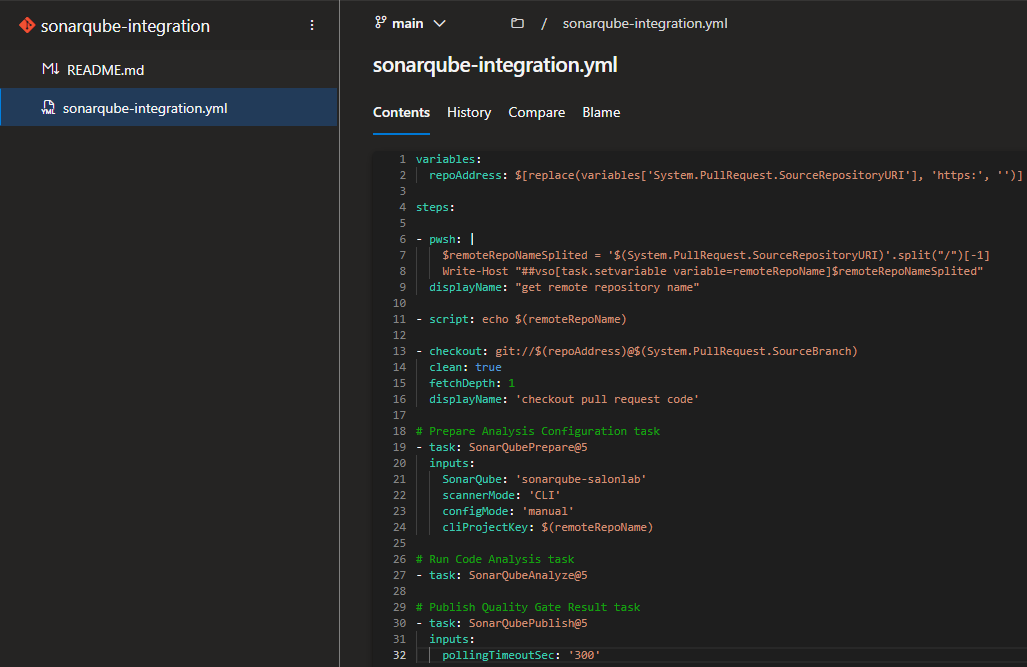 sonarqube-integration
README.md
sonarqube-integration.yml
main
/ sonarqube-integration.yml
sonarqube-integration.yml
Contents History Compare Blame
1 variables:
2 repoAddress: $[replace(variables['System.PullRequest.SourceRepositoryURI'], 'https:', '')]
3
4 steps:
5
6 - pwsh: |
7 $remoteRepoNameSplited = '$(System.PullRequest.SourceRepositoryURI)'.split("/")[-1]
8 Write-Host "##vso[task.setvariable variable=remoteRepoName]$remoteRepoNameSplited"
9 displayName: "get remote repository name"
10
11 - script: echo $(remoteRepoName)
12
13 - checkout: git://$(repoAddress)@$(System.PullRequest.SourceBranch)
14 clean: true
15 fetchDepth: 1
16 displayName: 'checkout pull request code'
17
18 # Prepare Analysis Configuration task
19 - task: SonarQubePrepare@5
20 inputs:
21 SonarQube: 'sonarqube-salonlab'
22 scannerMode: 'CLI'
23 configMode: 'manual'
24 cliProjectKey: $(remoteRepoName)
25
26 # Run Code Analysis task
27 - task: SonarQubeAnalyze@5
28
29 # Publish Quality Gate Result task
30 - task: SonarQubePublish@5
31 inputs:
32 pollingTimeoutSec: '300'